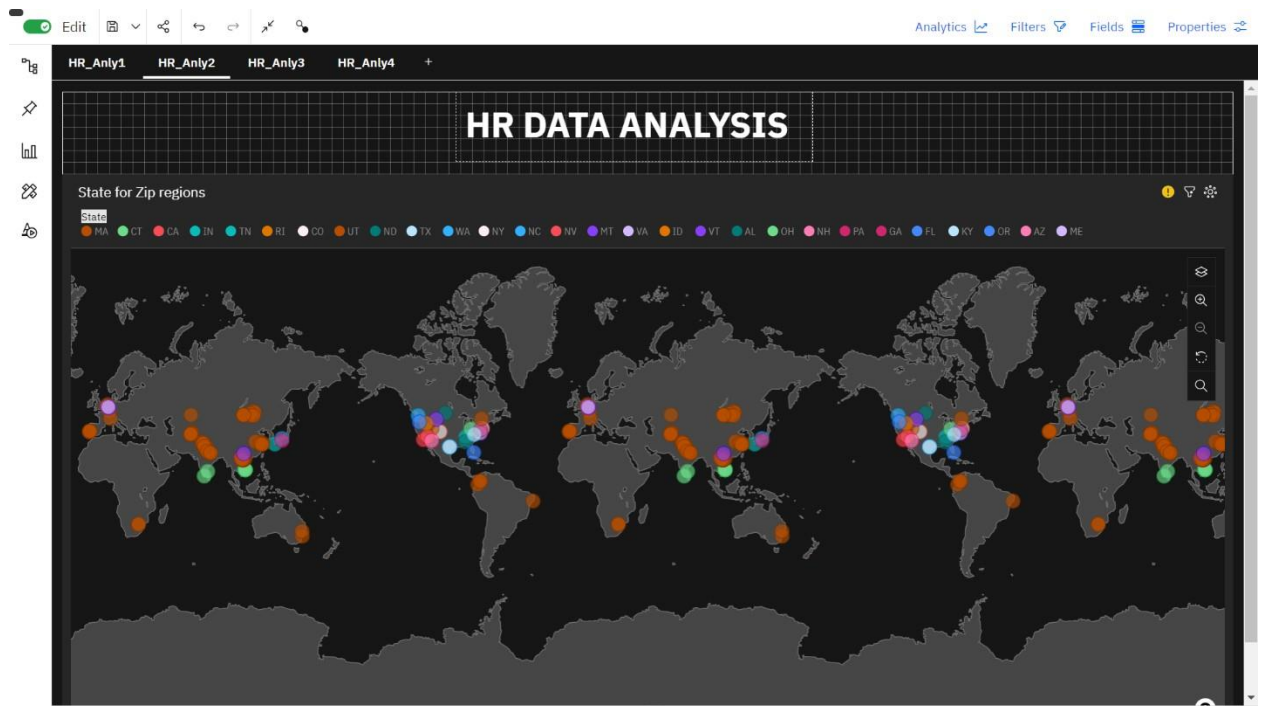 Edit Analytics Filters Fields Properties
HR_Anly1 HR_Anly2 HR_Anly3 HR_Anly4 +
HR DATA ANALYSIS
State for Zip regions
State
MA CT CA IN TN RI CO UT ND TX WA NY NC NV MT VA ID VT AL OH NH PA GA FL KY OR AZ ME